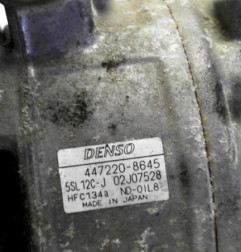 DENSO
447220-8645
5SL12C-J 02J07528
HFC134a ND-OIL8
MADE IN JAPAN